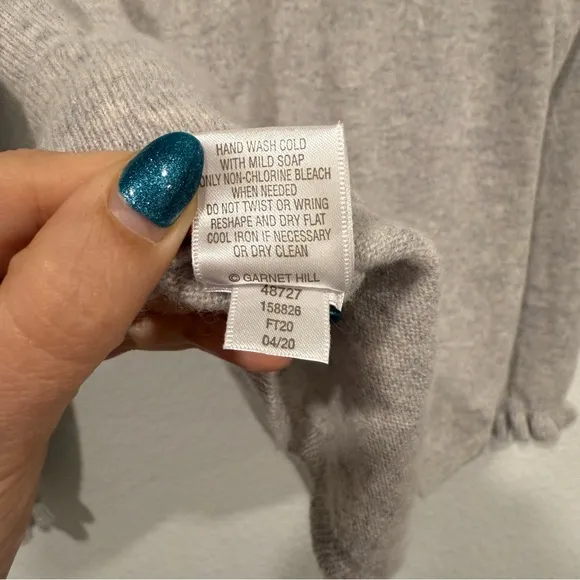 HAND WASH COLD
WITH MILD SOAP
ONLY NON-CHLORINE BLEACH
WHEN NEEDED
DO NOT TWIST OR WRING
RESHAPE AND DRY FLAT
COOL IRON IF NECESSARY
OR DRY CLEAN
© GARNET HILL
48727
158826
FT20
04/20